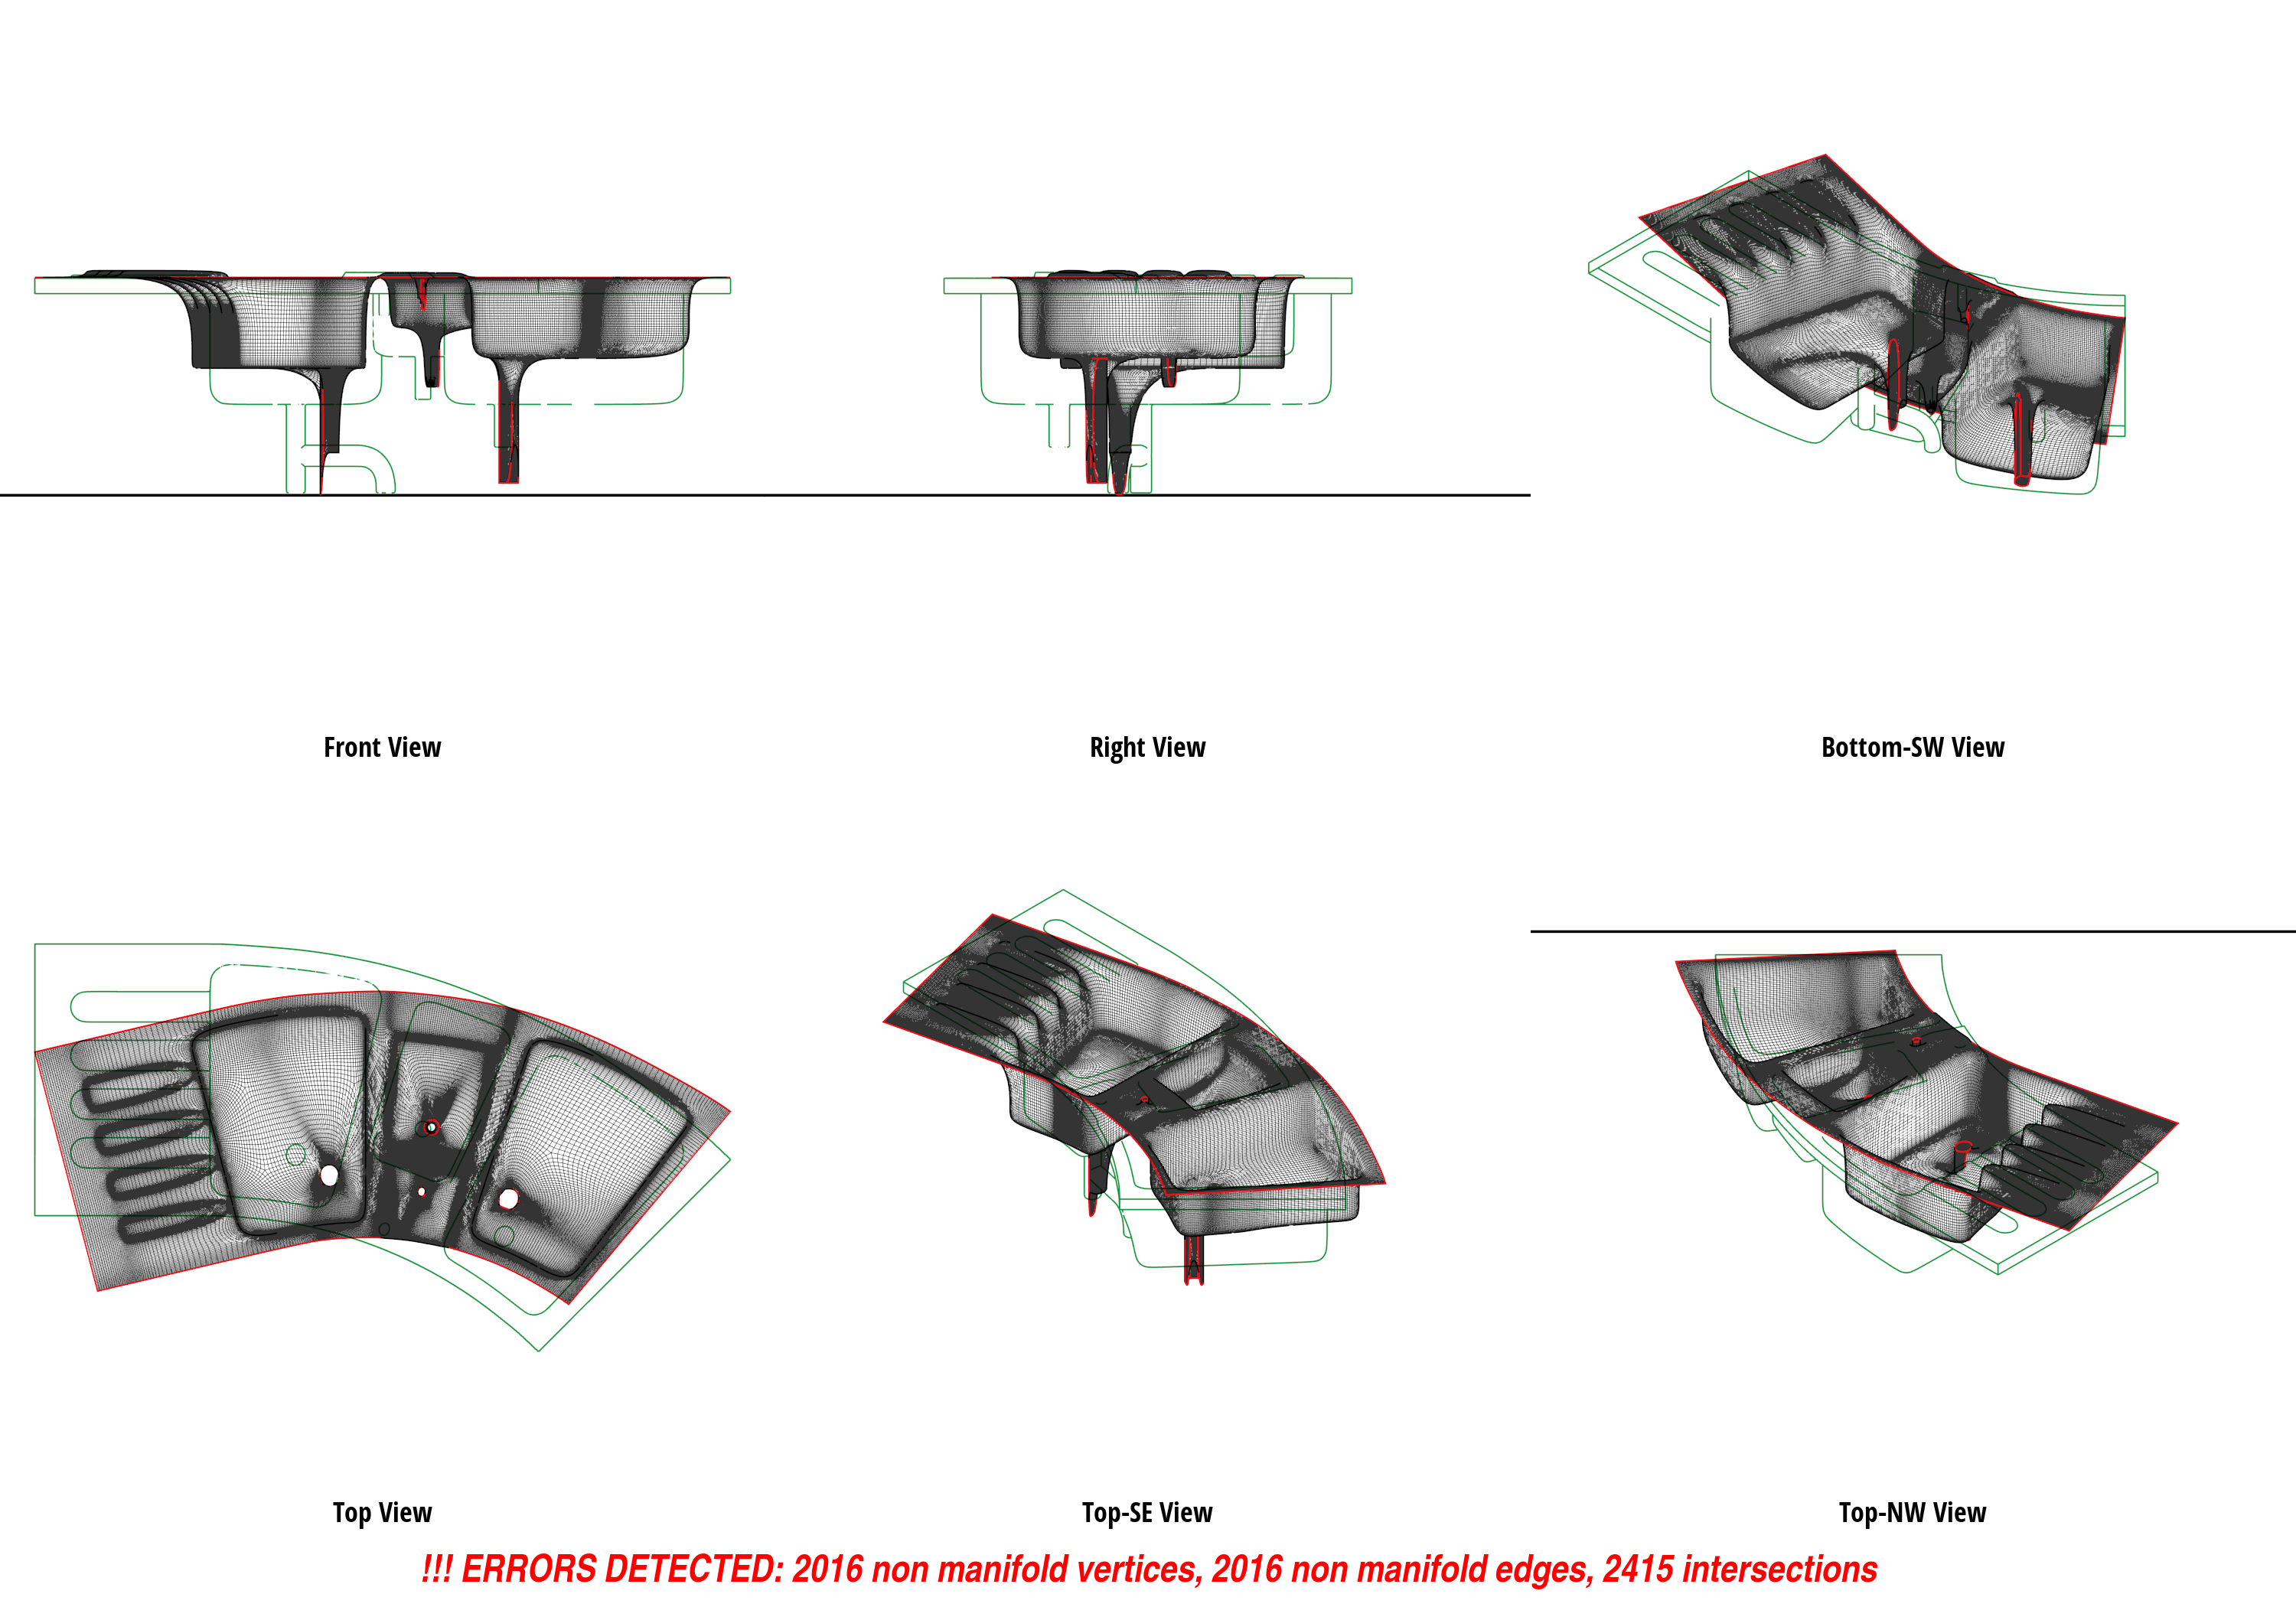 Front View
Right View
Bottom-SW View
Top View
Top-SE View
Top-NW View
!!! ERRORS DETECTED: 2016 non manifold vertices, 2016 non manifold edges, 2415 intersections